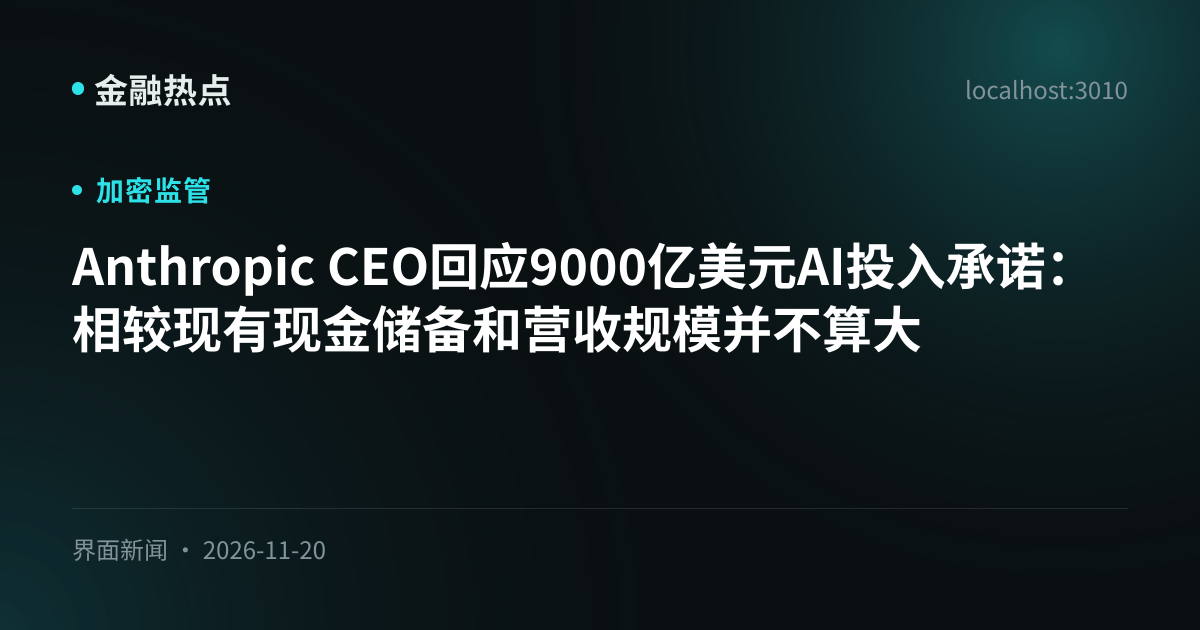 金融热点
localhost:3010
加密监管
Anthropic CEO回应9000亿美元AI投入承诺：
相较现有现金储备和营收规模并不算大
界面新闻 · 2026-11-20